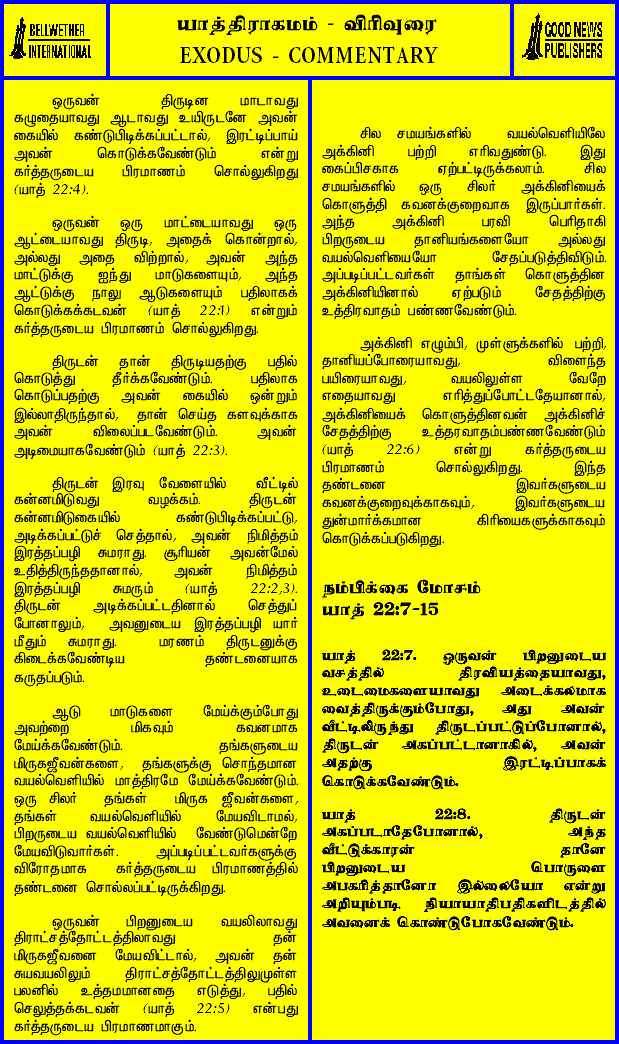 BELLWETHER
INTERNATIONAL
யாத்திராகமம் - விரிவுரை
EXODUS - COMMENTARY
GOOD NEWS
PUBLISHERS
ஒருவன் திருடின மாடாவது
கழுதையாவது ஆடாவது உயிருடனே அவன்
கையில் கண்டுபிடிக்கப்பட்டால், இரட்டிப்பாய்
அவன் கொடுக்கவேண்டும் என்று
கர்த்தருடைய பிரமாணம் சொல்லுகிறது
(யாத் 22:4).
ஒருவன் ஒரு மாட்டையாவது ஒரு
ஆட்டையாவது திருடி, அதைக் கொன்றால்,
அல்லது அதை விற்றால், அவன் அந்த
மாட்டுக்கு ஐந்து மாடுகளையும், அந்த
ஆட்டுக்கு நாலு ஆடுகளையும் பதிலாகக்
கொடுக்கக்கடவன் (யாத் 22:1) என்றும்
கர்த்தருடைய பிரமாணம் சொல்லுகிறது.
திருடன் தான் திருடியதற்கு பதில்
கொடுத்து தீர்க்கவேண்டும். பதிலாக
கொடுப்பதற்கு அவன் கையில் ஒன்றும்
இல்லாதிருந்தால், தான் செய்த களவுக்காக
அவன் விலைப்படவேண்டும். அவன்
அடிமையாகவேண்டும் (யாத் 22:3).
திருடன் இரவு வேளையில் வீட்டில்
கன்னமிடுவது வழக்கம். திருடன்
கன்னமிடுகையில் கண்டுபிடிக்கப்பட்டு,
அடிக்கப்பட்டுச் செத்தால், அவன் நிமித்தம்
இரத்தப்பழி சுமராது. சூரியன் அவன்மேல்
உதித்திருந்ததானால், அவன் நிமித்தம்
இரத்தப்பழி சுமரும் (யாத் 22:2,3).
திருடன் அடிக்கப்பட்டதினால் செத்துப்
போனாலும், அவனுடைய இரத்தப்பழி யார்
மீதும் சுமராது. மரணம் திருடனுக்கு
கிடைக்கவேண்டிய தண்டனையாக
கருதப்படும்.
ஆடு மாடுகளை மேய்க்கும்போது
அவற்றை மிகவும் கவனமாக
மேய்க்கவேண்டும். தங்களுடைய
மிருகஜீவன்களை, தங்களுக்கு சொந்தமான
வயல்வெளியில் மாத்திரமே மேய்க்கவேண்டும்.
ஒரு சிலர் தங்கள் மிருக ஜீவன்களை,
தங்கள் வயல்வெளியில் மேயவிடாமல்,
பிறருடைய வயல்வெளியில் வேண்டுமென்றே
மேயவிடுவார்கள். அப்படிப்பட்டவர்களுக்கு
விரோதமாக கர்த்தருடைய பிரமாணத்தில்
தண்டனை சொல்லப்பட்டிருக்கிறது.
ஒருவன் பிறனுடைய வயலிலாவது
திராட்சத்தோட்டத்திலாவது தன்
மிருகஜீவனை மேயவிட்டால், அவன் தன்
சுயவயலிலும் திராட்சத்தோட்டத்திலுமுள்ள
பலனில் உத்தமமானதை எடுத்து, பதில்
செலுத்தக்கடவன் (யாத் 22:5) என்பது
கர்த்தருடைய பிரமாணமாகும்.
சில சமயங்களில் வயல்வெளியிலே
அக்கினி பற்றி எரிவதுண்டு. இது
கைப்பிசகாக ஏற்பட்டிருக்கலாம். சில
சமயங்களில் ஒரு சிலர் அக்கினியைக்
கொளுத்தி கவனக்குறைவாக இருப்பார்கள்.
அந்த அக்கினி பரவி பெரிதாகி
பிறருடைய தானியங்களையோ அல்லது
வயல்வெளியையோ சேதப்படுத்திவிடும்.
அப்படிப்பட்டவர்கள் தாங்கள் கொளுத்தின
அக்கினியினால் ஏற்படும் சேதத்திற்கு
உத்திரவாதம் பண்ணவேண்டும்.
அக்கினி எழும்பி, முள்ளுக்களில் பற்றி,
தானியப்போரையாவது, விளைந்த
பயிரையாவது, வயலிலுள்ள வேறே
எதையாவது எரித்துப்போட்டதேயானால்,
அக்கினியைக் கொளுத்தினவன் அக்கினிச்
சேதத்திற்கு உத்தரவாதம்பண்ணவேண்டும்
(யாத் 22:6) என்று கர்த்தருடைய
பிரமாணம் சொல்லுகிறது. இந்த
தண்டனை இவர்களுடைய
கவனக்குறைவுக்காகவும், இவர்களுடைய
துன்மார்க்கமான கிரியைகளுக்காகவும்
கொடுக்கப்படுகிறது.
நம்பிக்கை மோசம்
யாத் 22:7-15
யாத் 22:7. ஒருவன் பிறனுடைய
வசத்தில் திரவியத்தையாவது,
உடைமைகளையாவது அடைக்கலமாக
வைத்திருக்கும்போது, அது அவன்
வீட்டிலிருந்து திருடப்பட்டுப்போனால்,
திருடன் அகப்பட்டானாகில், அவன்
அதற்கு இரட்டிப்பாகக்
கொடுக்கவேண்டும்.
யாத் 22:8. திருடன்
அகப்படாதேபோனால், அந்த
வீட்டுக்காரன் தானே
பிறனுடைய பொருளை
அபகரித்தானோ இல்லையோ என்று
அறியும்படி, நியாயாதிபதிகளிடத்தில்
அவனைக் கொண்டுபோகவேண்டும்.